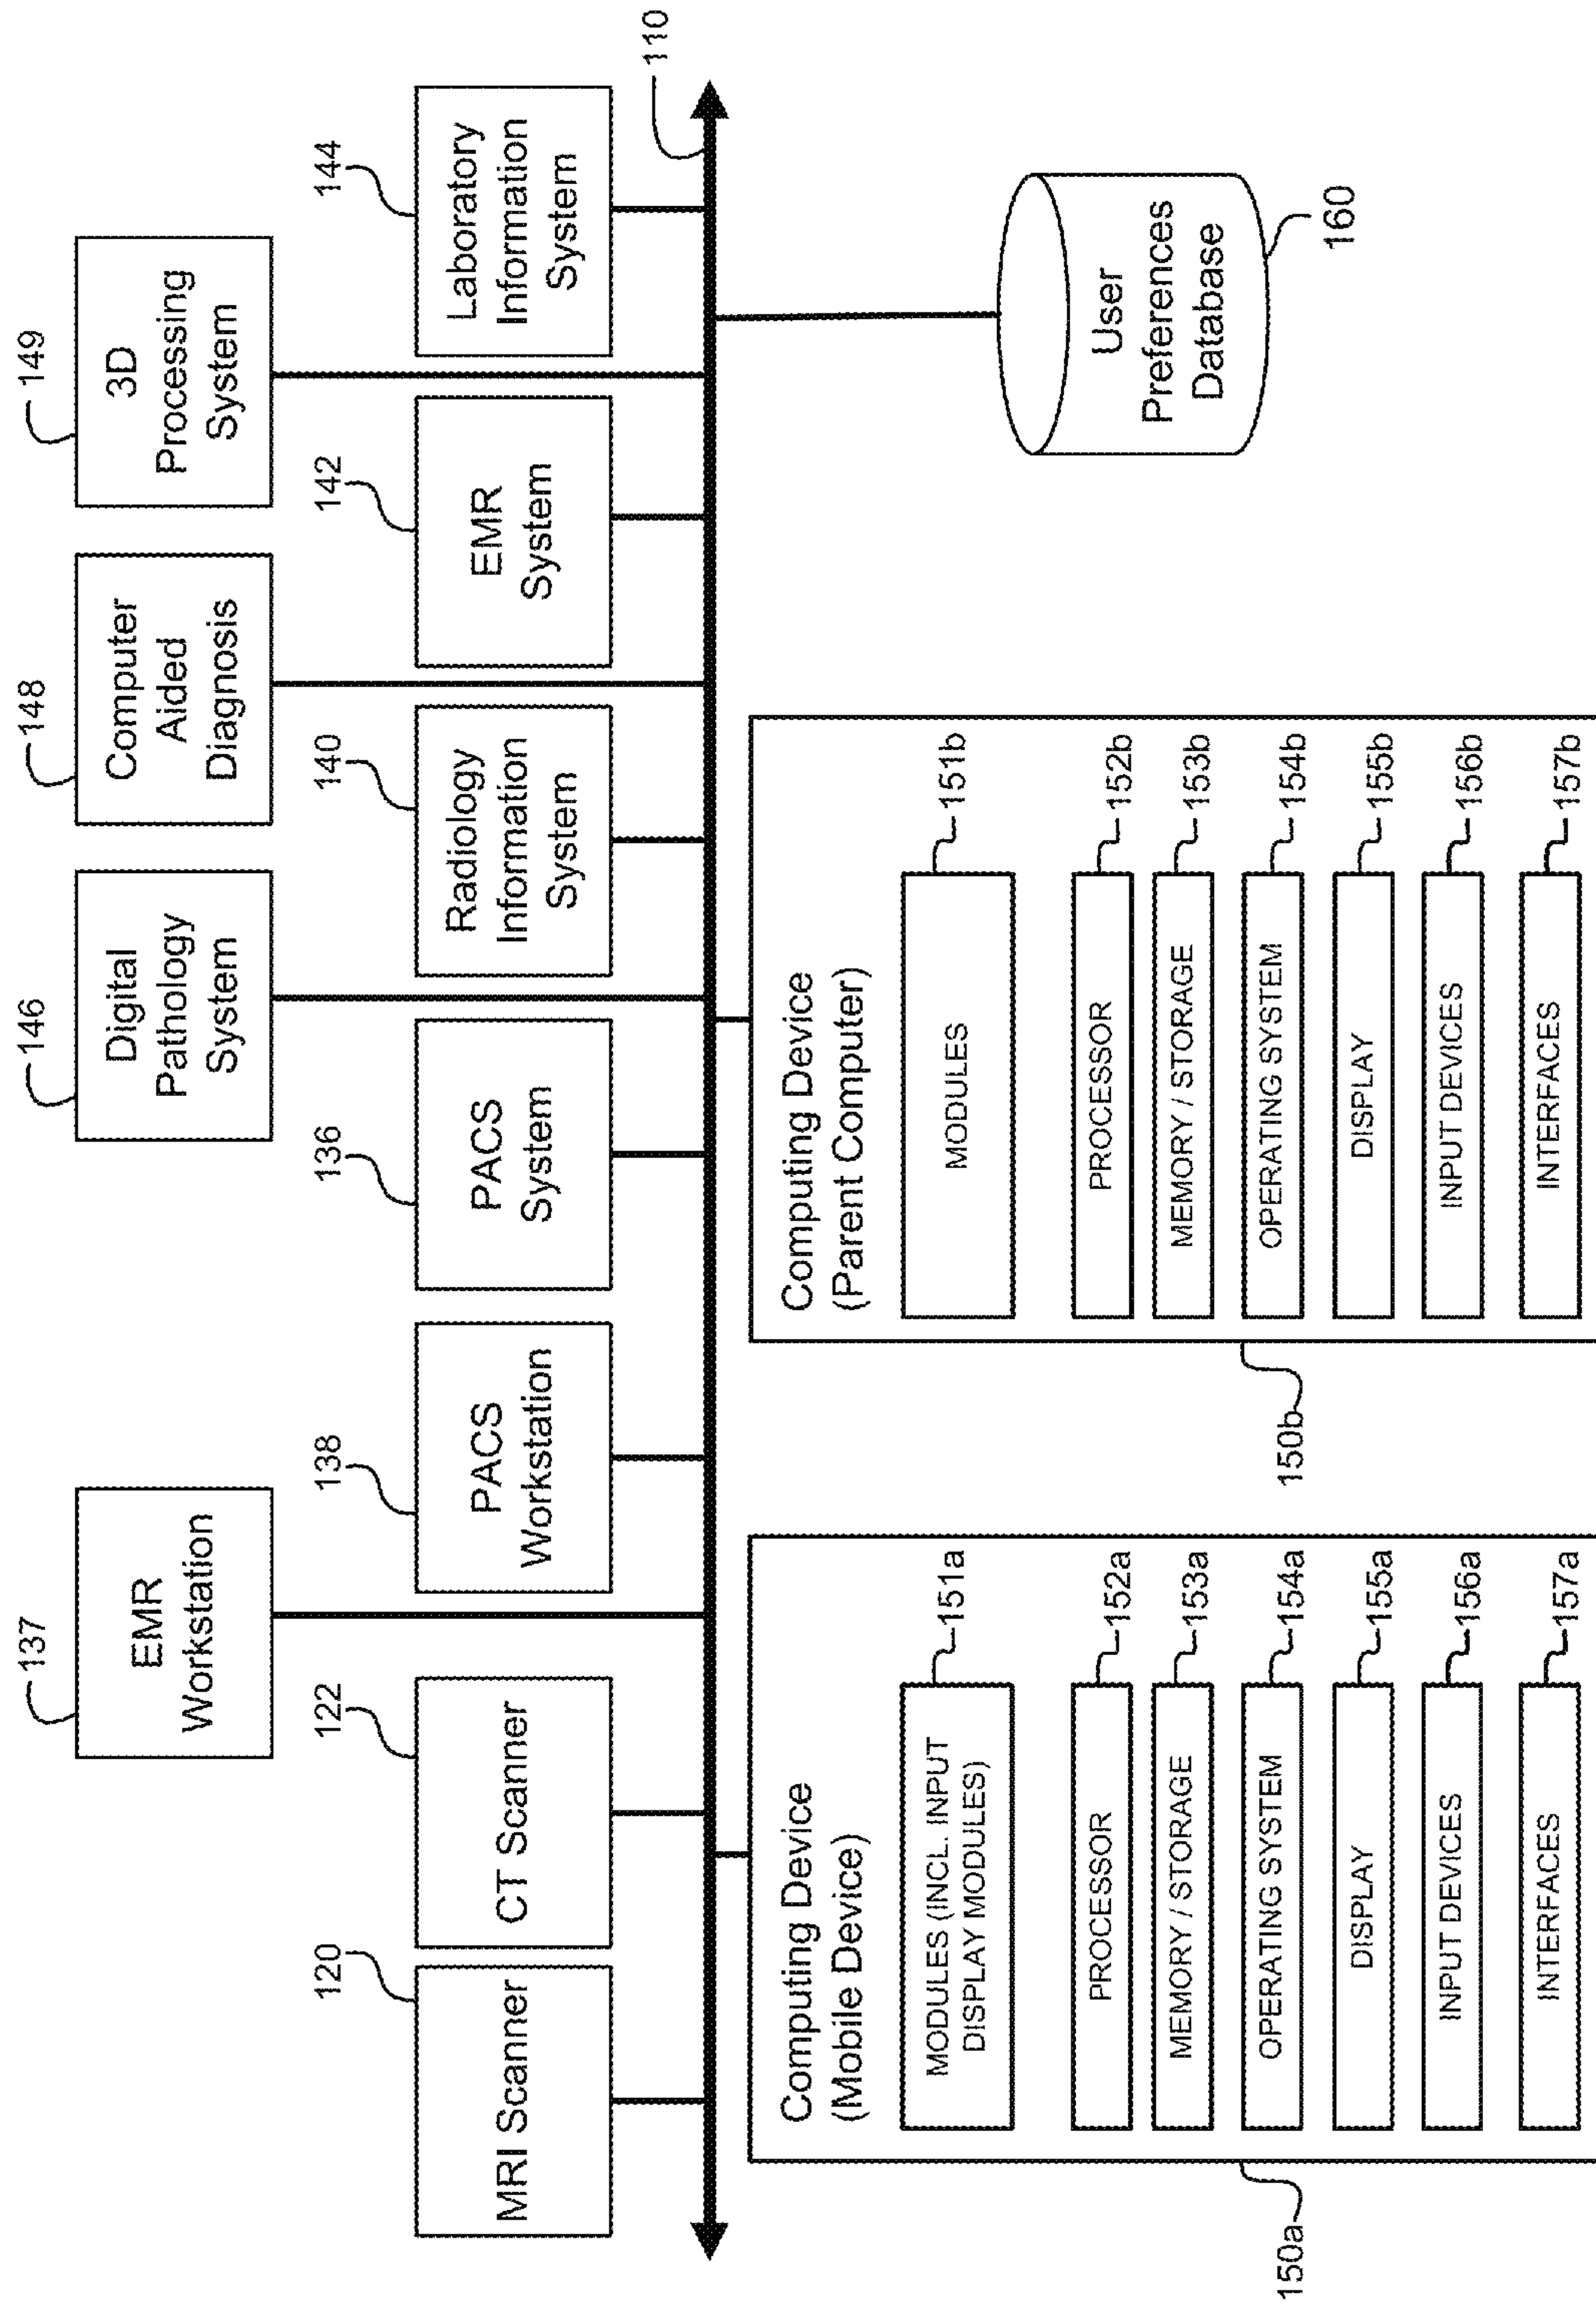 137
EMR
Workstation
146
Digital
Pathology
System
148
Computer
Aided
Diagnosis
149
3D
Processing
System
120
MRI Scanner
122
CT Scanner
138
PACS
Workstation
136
PACS
System
140
Radiology
Information
System
142
EMR
System
144
Laboratory
Information
System
110
Computing Device
(Mobile Device)
MODULES (INCL. INPUT
DISPLAY MODULES)
151a
PROCESSOR
152a
MEMORY / STORAGE
153a
OPERATING SYSTEM
154a
DISPLAY
155a
INPUT DEVICES
156a
INTERFACES
157a
150a
Computing Device
(Parent Computer)
MODULES
151b
PROCESSOR
152b
MEMORY / STORAGE
153b
OPERATING SYSTEM
154b
DISPLAY
155b
INPUT DEVICES
156b
INTERFACES
157b
150b
User
Preferences
Database
160